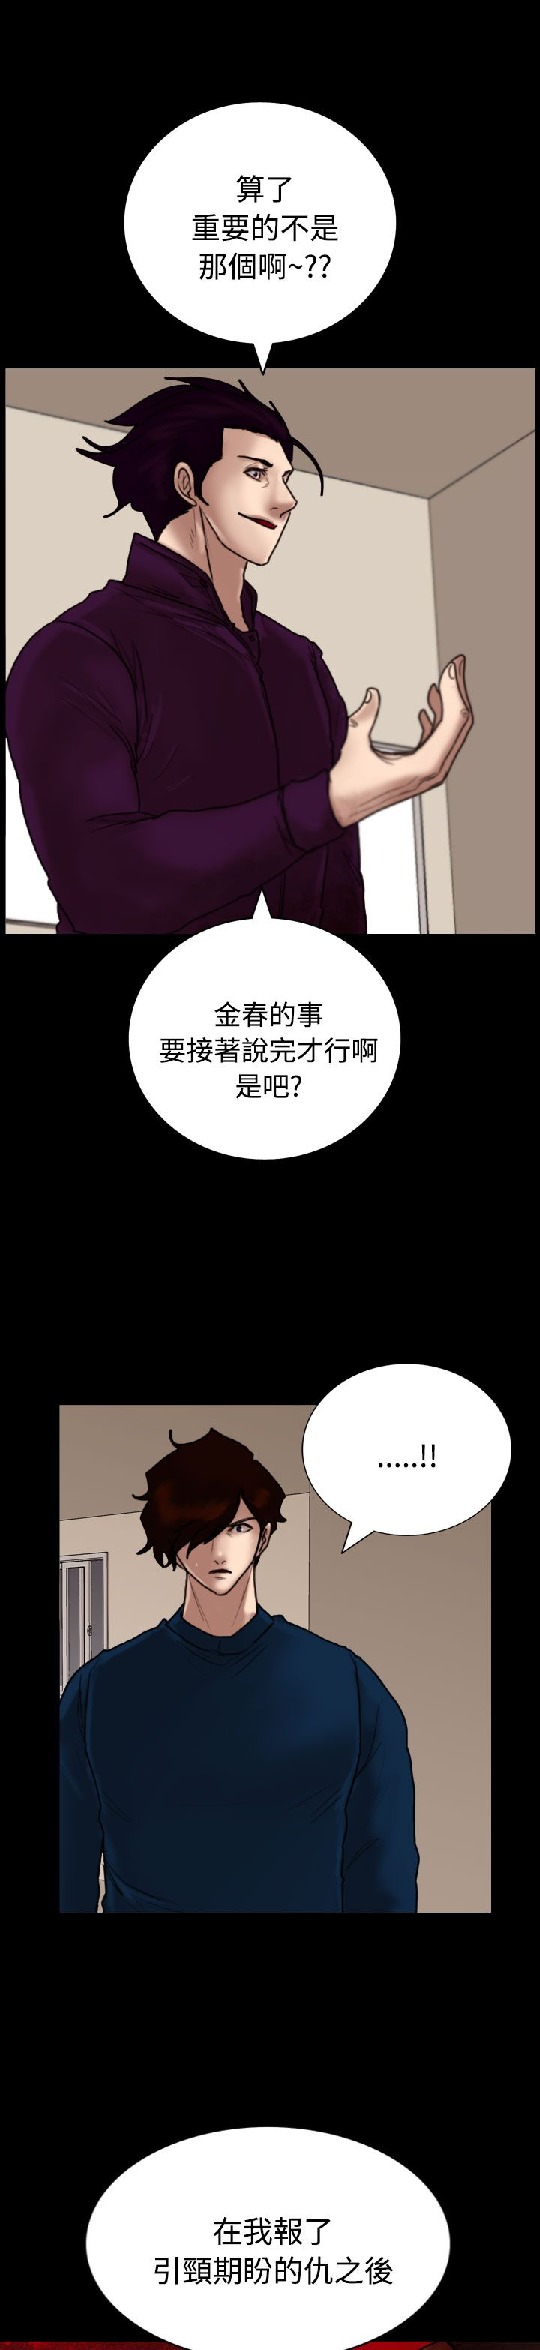 算了
重要的不是
那個啊~??
金春的事
要接著說完才行啊
是吧?
.....!!
在我報了
引頸期盼的仇之後